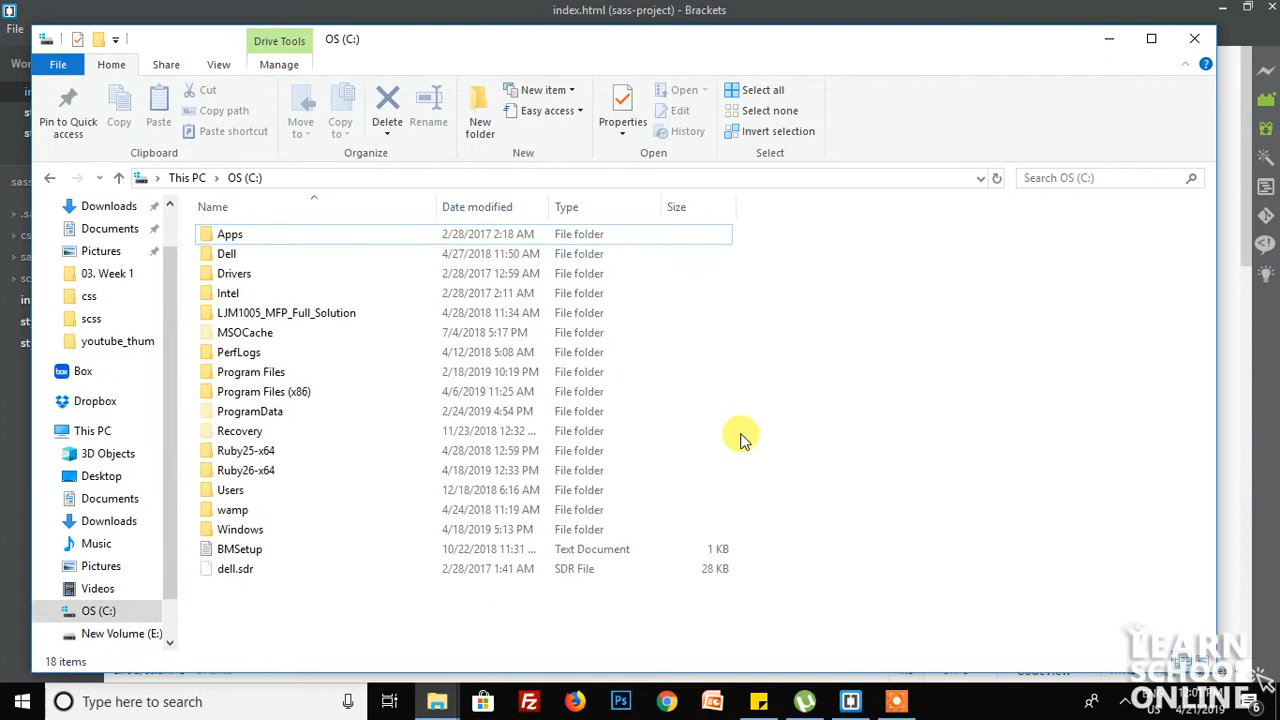 index.html (sass-project) - Brackets
File
Drive Tools
OS (C:)
File
Home
Share
View
Manage
Pin to Quick access
Copy
Paste
Cut
Copy path
Paste shortcut
Clipboard
Move to
Copy to
Delete
Rename
Organize
New folder
New item
Easy access
New
Properties
Open
Edit
History
Open
Select all
Select none
Invert selection
Select
This PC > OS (C:)
Search OS (C:)
Name Date modified Type Size
Downloads
Documents
Pictures
03. Week 1
css
scss
youtube_thum
Box
Dropbox
This PC
3D Objects
Desktop
Documents
Downloads
Music
Pictures
Videos
OS (C:)
New Volume (E:)
Apps 2/28/2017 2:18 AM File folder
Dell 4/27/2018 11:50 AM File folder
Drivers 2/28/2017 12:59 AM File folder
Intel 2/28/2017 2:11 AM File folder
LJM1005_MFP_Full_Solution 4/28/2018 11:34 AM File folder
MSOCache 7/4/2018 5:17 PM File folder
PerfLogs 4/12/2018 5:08 AM File folder
Program Files 2/18/2019 10:19 PM File folder
Program Files (x86) 4/6/2019 11:25 AM File folder
ProgramData 2/24/2019 4:54 PM File folder
Recovery 11/23/2018 12:32 ... File folder
Ruby25-x64 4/28/2018 12:59 PM File folder
Ruby26-x64 4/18/2019 12:33 PM File folder
Users 12/18/2018 6:16 AM File folder
wamp 4/24/2018 11:19 AM File folder
Windows 4/18/2019 5:13 PM File folder
BMSetup 10/22/2018 11:31 ... Text Document 1 KB
dell.sdr 2/28/2017 1:41 AM SDR File 28 KB
18 items
LEARN
SCHOOL
ONLINE
Type here to search
4/21/2019